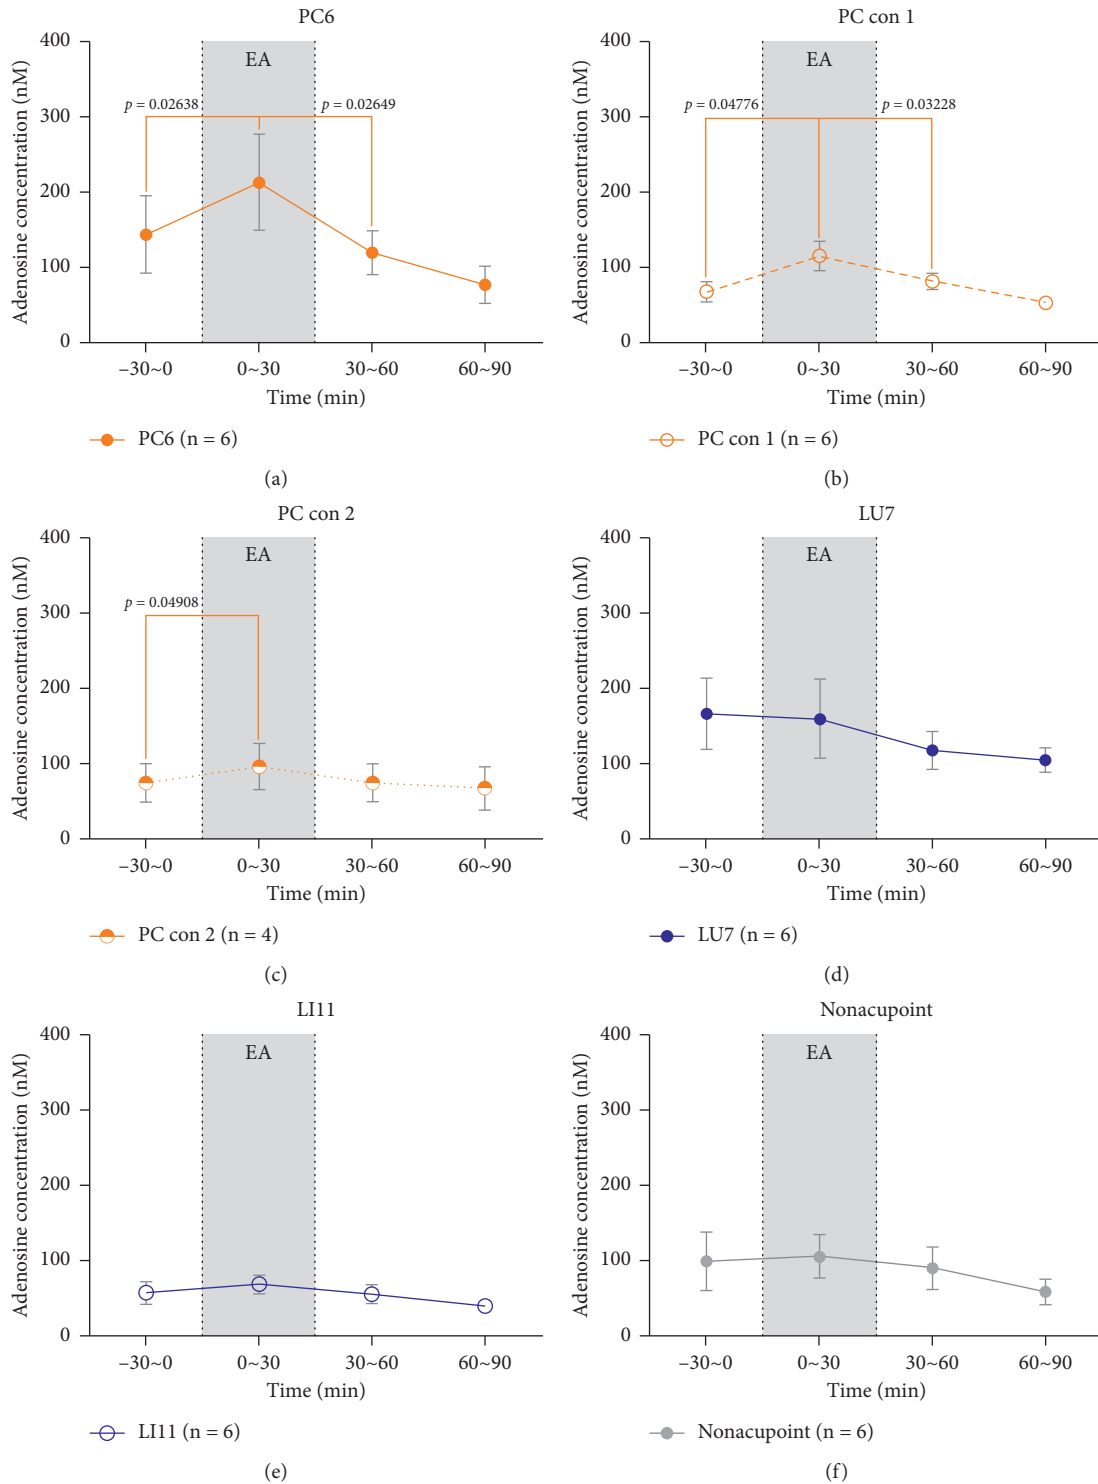 PC6
Adenosine concentration (nM)
400
300
200
100
0
EA
p = 0.02638
p = 0.02649
–30~0
0~30
30~60
60~90
Time (min)
PC6 (n = 6)
(a)
PC con 1
Adenosine concentration (nM)
400
300
200
100
0
EA
p = 0.04776
p = 0.03228
–30~0
0~30
30~60
60~90
Time (min)
PC con 1 (n = 6)
(b)
PC con 2
Adenosine concentration (nM)
400
300
200
100
0
EA
p = 0.04908
–30~0
0~30
30~60
60~90
Time (min)
PC con 2 (n = 4)
(c)
LU7
Adenosine concentration (nM)
400
300
200
100
0
EA
–30~0
0~30
30~60
60~90
Time (min)
LU7 (n = 6)
(d)
LI11
Adenosine concentration (nM)
400
300
200
100
0
EA
–30~0
0~30
30~60
60~90
Time (min)
LI11 (n = 6)
(e)
Nonacupoint
Adenosine concentration (nM)
400
300
200
100
0
EA
–30~0
0~30
30~60
60~90
Time (min)
Nonacupoint (n = 6)
(f)